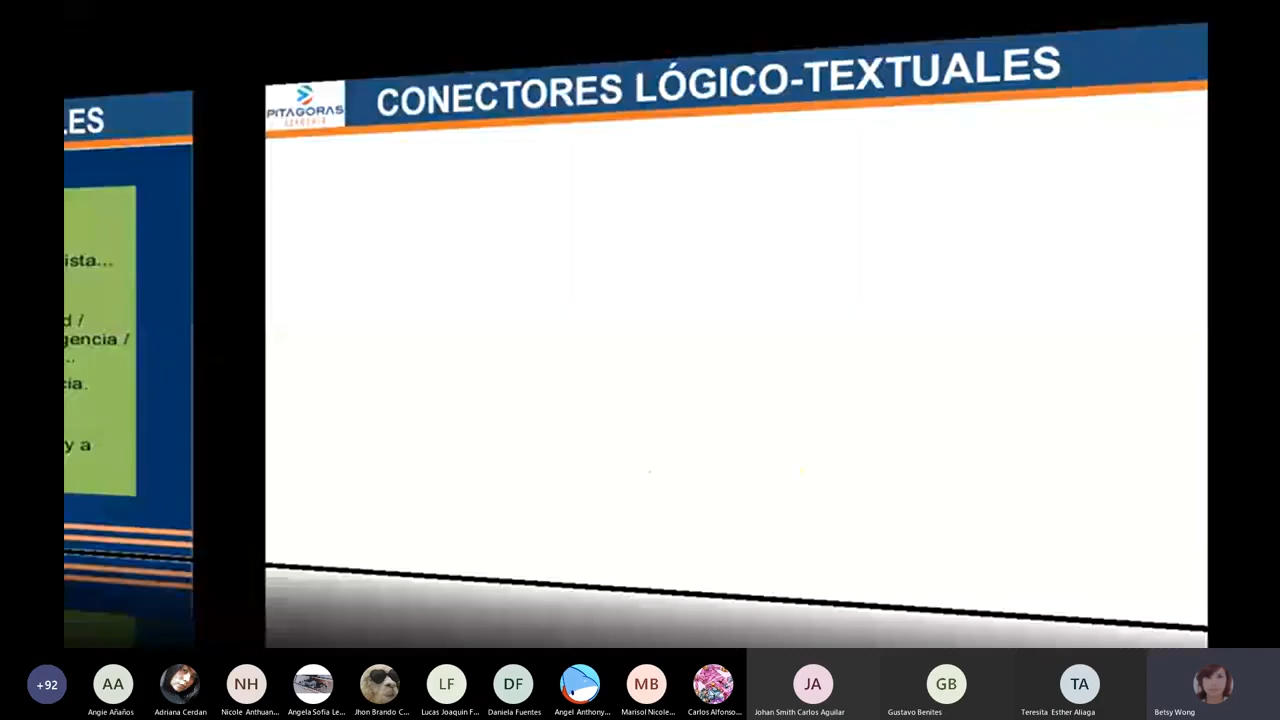 CONECTORES LÓGICO-TEXTUALES
PITAGORAS
ACADEMIA
LES
ista...
d /
gencia /
...
cia.
y a
+92
AA
NH
LF
DF
MB
JA
GB
TA
Angie Añaños
Adriana Cerdan
Nicole Anthuan...
Angela Sofia Le...
Jhon Brando C...
Lucas Joaquin F...
Daniela Fuentes
Angel Anthony...
Marisol Nicole...
Carlos Alfonso...
Johan Smith Carlos Aguilar
Gustavo Benites
Teresita Esther Aliaga
Betsy Wong